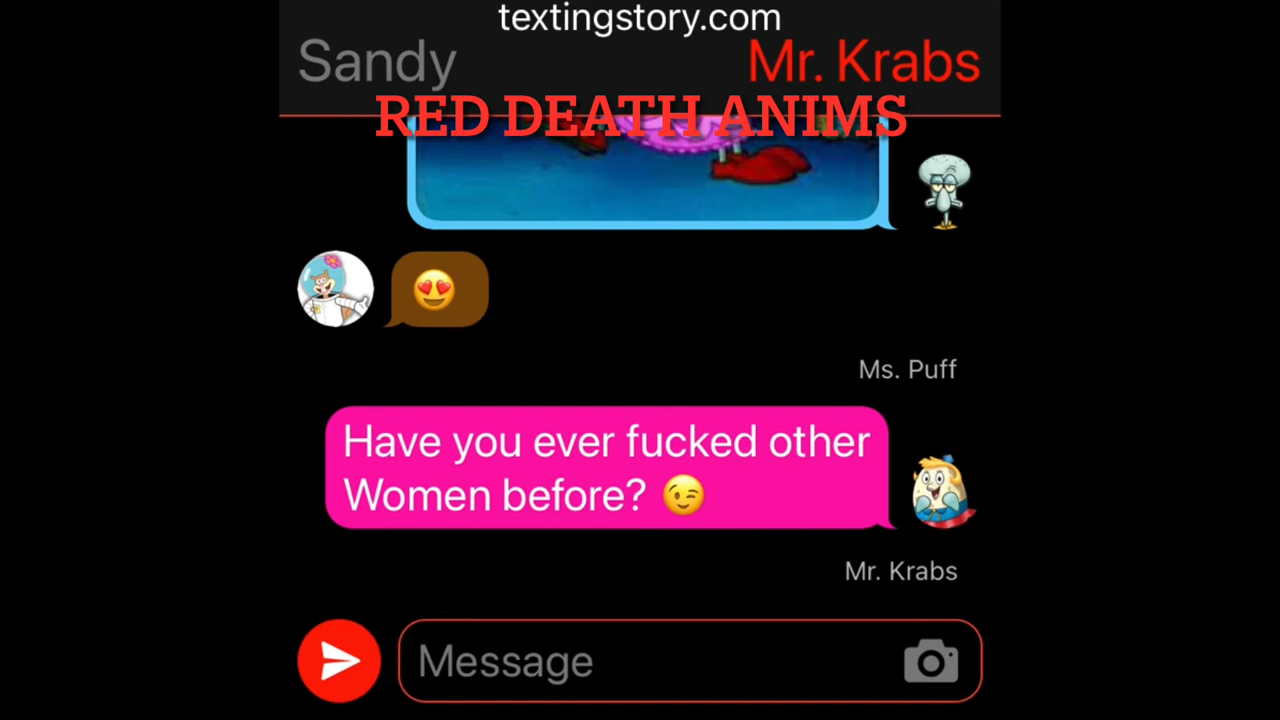 textingstory.com
Sandy
Mr. Krabs
RED DEATH ANIMS
😍
Ms. Puff
Have you ever fucked other
Women before? 😉
Mr. Krabs
Message